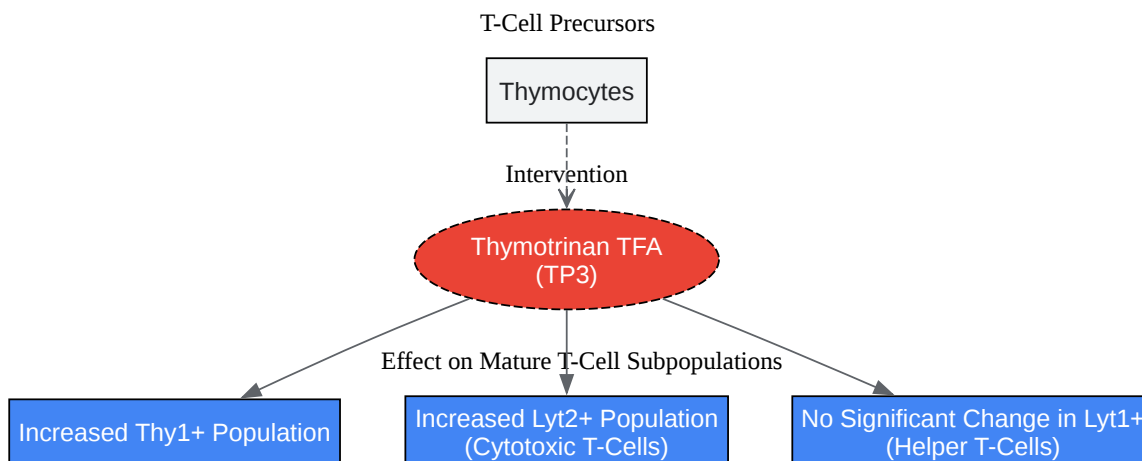 T-Cell Precursors
Thymocytes
Intervention
Thymotrinan TFA
(TP3)
Effect on Mature T-Cell Subpopulations
Increased Thy1+ Population
Increased Lyt2+ Population
(Cytotoxic T-Cells)
No Significant Change in Lyt1+
(Helper T-Cells)